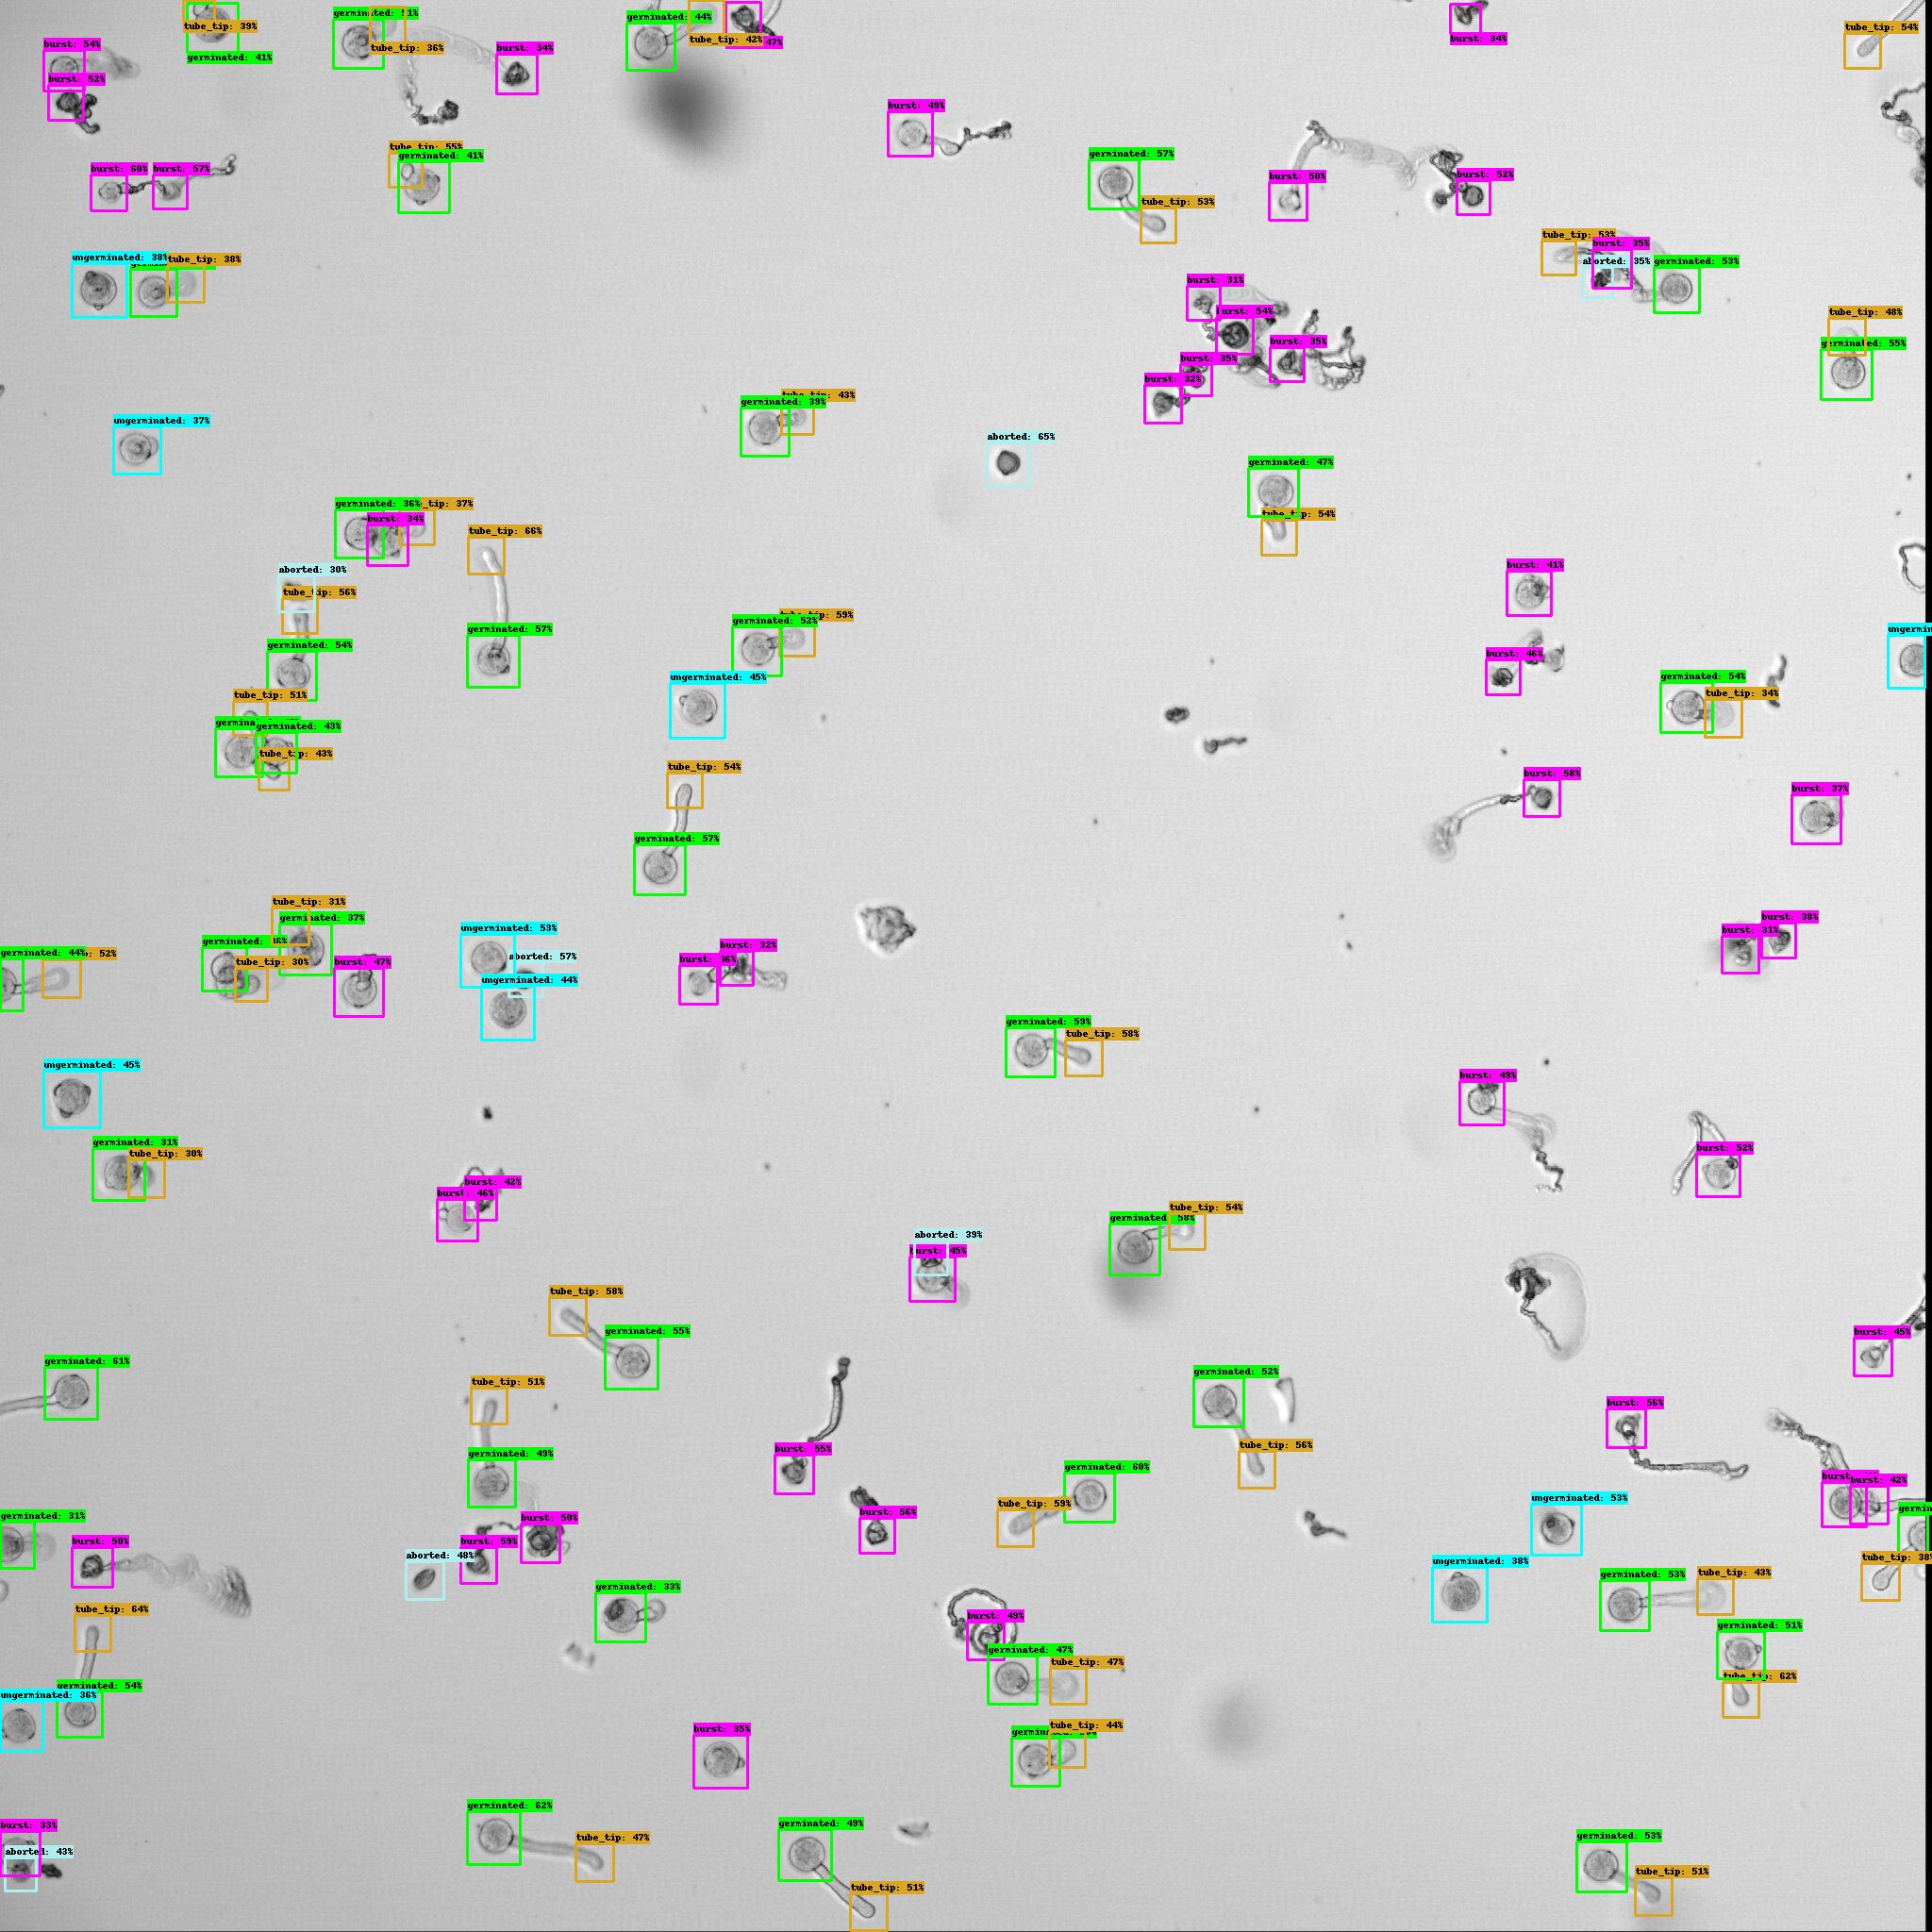 tube_tip: 39%
germinated: 41%
germinated: 51%
tube_tip: 36%
burst: 34%
germinated: 44%
tube_tip: 42%
47%
burst: 34%
tube_tip: 54%
burst: 54%
burst: 52%
burst: 49%
burst: 60%
burst: 57%
tube_tip: 55%
germinated: 41%
germinated: 57%
tube_tip: 53%
burst: 50%
burst: 52%
tube_tip: 53%
burst: 35%
aborted: 35%
germinated: 53%
ungerminated: 38%
tube_tip: 38%
burst: 31%
burst: 54%
burst: 35%
burst: 35%
burst: 32%
tube_tip: 48%
germinated: 55%
tube_tip: 43%
germinated: 39%
ungerminated: 37%
aborted: 65%
germinated: 47%
tube_tip: 54%
germinated: 36%
_tip: 37%
burst: 34%
tube_tip: 66%
burst: 41%
aborted: 30%
tube_tip: 56%
germinated: 54%
germinated: 57%
tube_tip: 59%
germinated: 52%
ungerminated: 45%
ungermin
burst: 46%
germinated: 54%
tube_tip: 34%
tube_tip: 51%
germina
germinated: 43%
tube_tip: 43%
tube_tip: 54%
germinated: 57%
burst: 58%
burst: 37%
tube_tip: 31%
germinated: 37%
germinated: 44%
: 52%
tube_tip: 30%
burst: 47%
ungerminated: 53%
aborted: 57%
ungerminated: 44%
burst: 32%
burst: 46%
burst: 38%
burst: 31%
germinated: 59%
tube_tip: 58%
ungerminated: 45%
burst: 49%
germinated: 31%
tube_tip: 30%
burst: 52%
burst: 42%
burst: 46%
tube_tip: 54%
germinated: 58%
aborted: 39%
burst: 45%
tube_tip: 58%
germinated: 55%
burst: 45%
germinated: 61%
tube_tip: 51%
germinated: 52%
burst: 56%
tube_tip: 56%
germinated: 49%
burst: 55%
germinated: 60%
burst: 42%
tube_tip: 59%
ungerminated: 53%
germinated: 31%
burst: 50%
burst: 56%
germin
burst: 50%
burst: 59%
aborted: 48%
ungerminated: 38%
tube_tip: 38%
germinated: 53%
tube_tip: 43%
germinated: 33%
tube_tip: 64%
burst: 49%
germinated: 51%
germinated: 47%
tube_tip: 47%
tube_tip: 62%
germinated: 54%
ungerminated: 36%
burst: 35%
tube_tip: 44%
germinated: 62%
tube_tip: 47%
burst: 33%
aborted: 43%
germinated: 49%
tube_tip: 51%
germinated: 53%
tube_tip: 51%